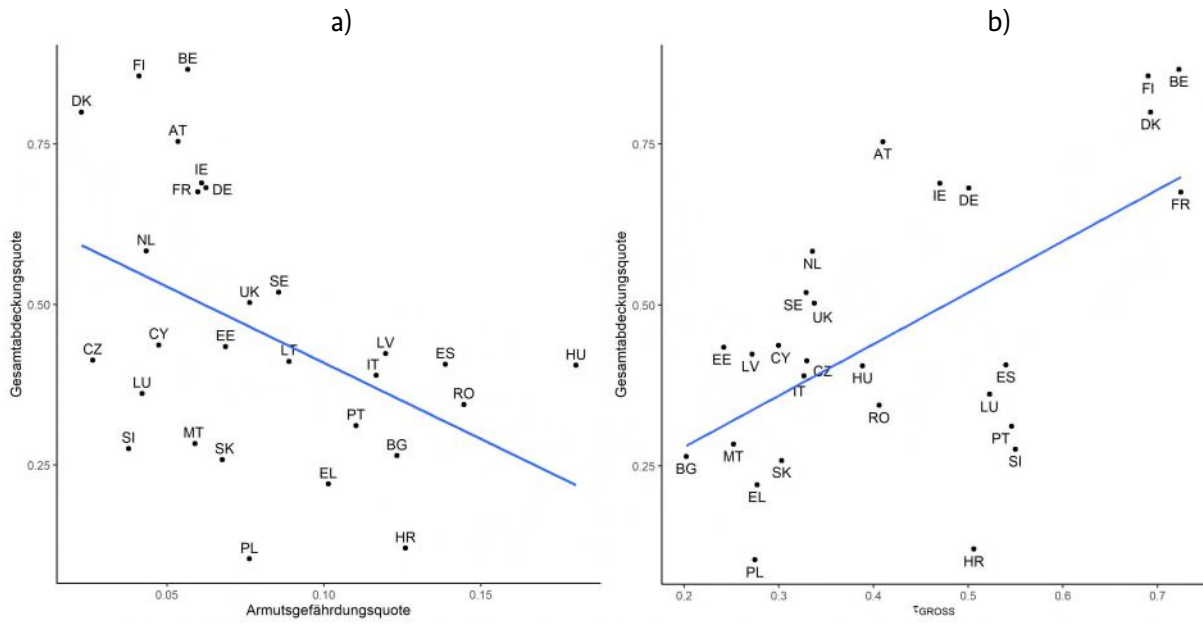 a)
b)
FI
BE
DK
AT
IE
FR
DE
NL
SE
UK
CZ
CY
EE
LT
LV
IT
ES
HU
LU
RO
PT
SI
MT
SK
BG
EL
PL
HR
0.75
0.50
0.25
0.05
0.10
0.15
Gesamtabdeckungsquote
Armutsgefährdungsquote
BE
FI
DK
AT
IE
DE
FR
NL
SE
UK
EE
LV
CY
CZ
IT
HU
ES
LU
RO
PT
SI
BG
MT
SK
EL
HR
PL
0.75
0.50
0.25
0.2
0.3
0.4
0.5
0.6
0.7
Gesamtabdeckungsquote
τGROSS